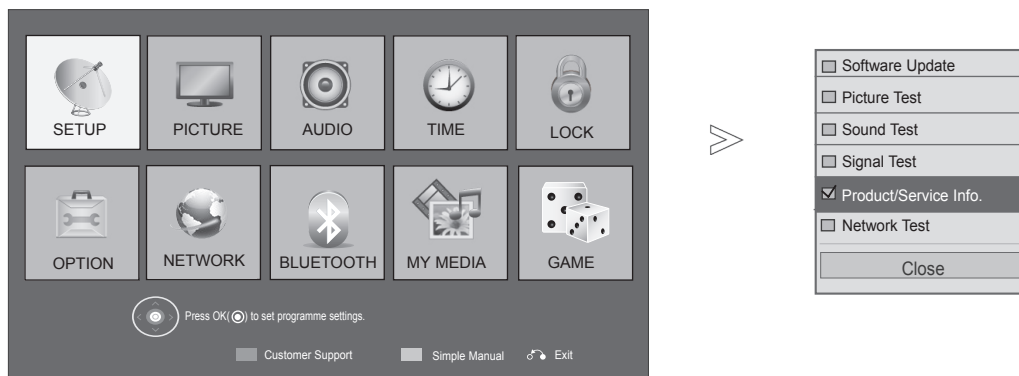 SETUP PICTURE AUDIO TIME LOCK
OPTION NETWORK BLUETOOTH MY MEDIA GAME
Press OK(◉) to set programme settings.
Customer Support Simple Manual Exit
Software Update
Picture Test
Sound Test
Signal Test
Product/Service Info.
Network Test
Close